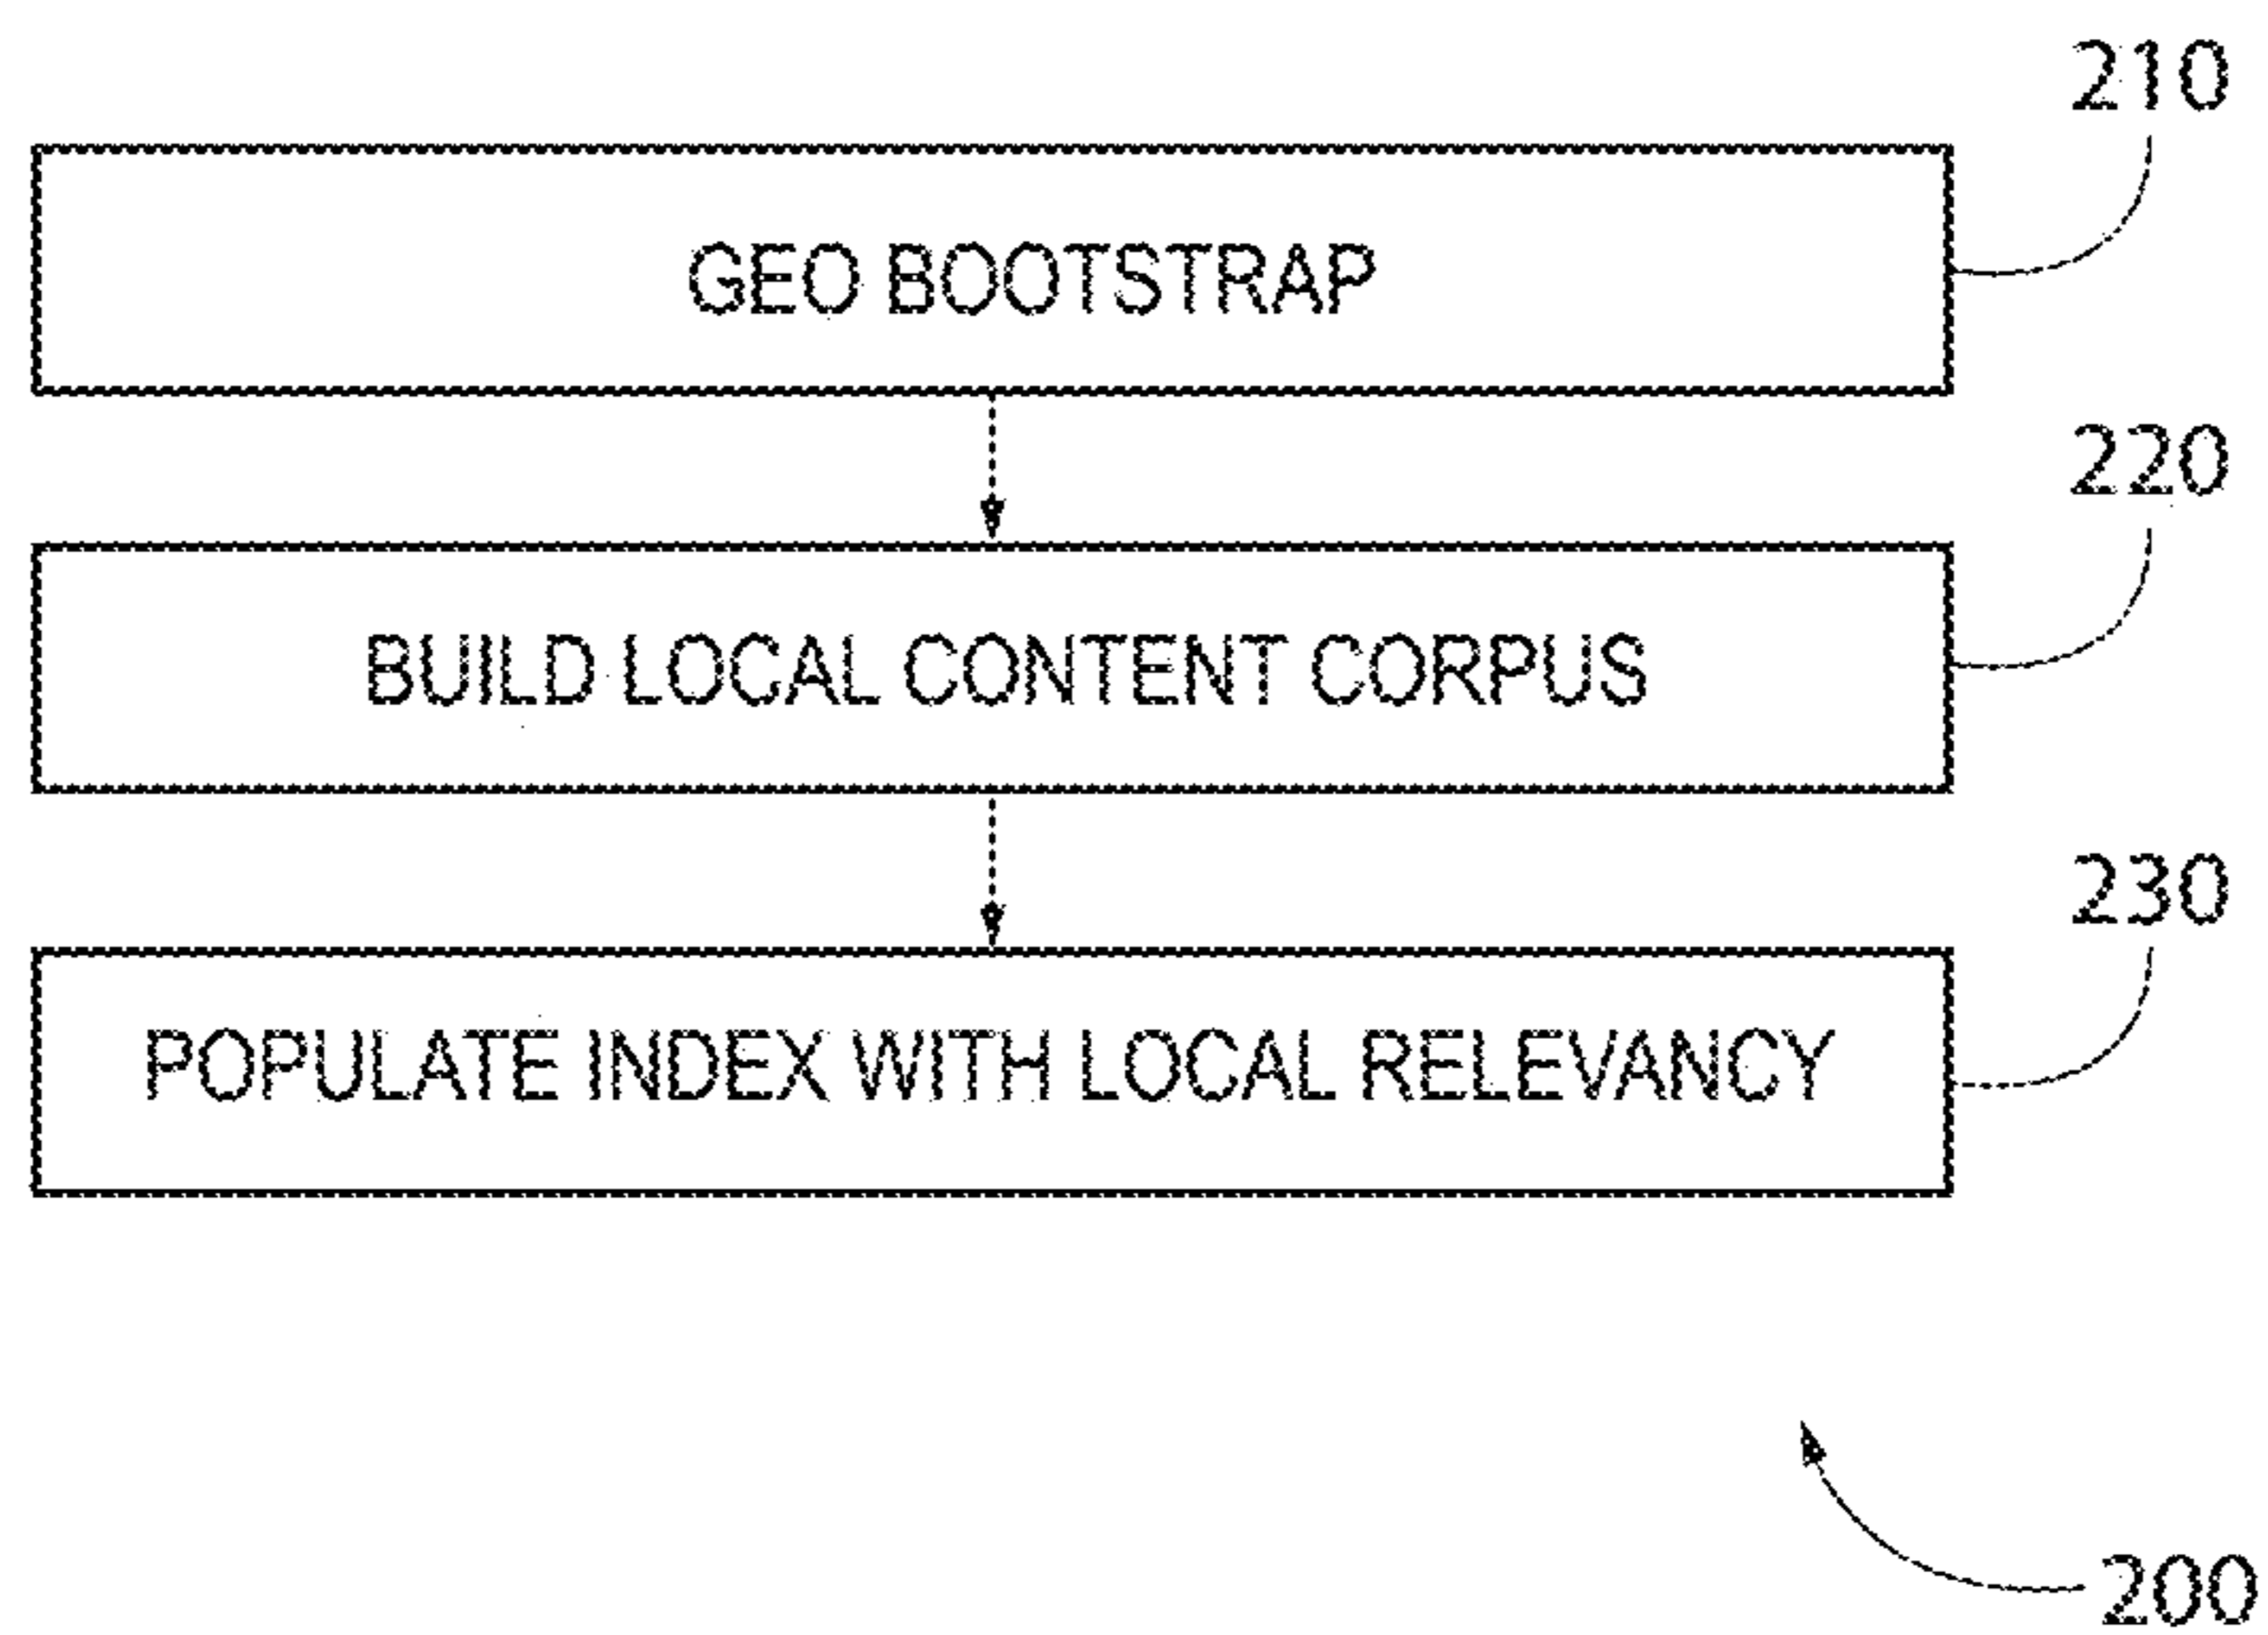 210
GEO BOOTSTRAP
220
BUILD LOCAL CONTENT CORPUS
230
POPULATE INDEX WITH LOCAL RELEVANCY
200